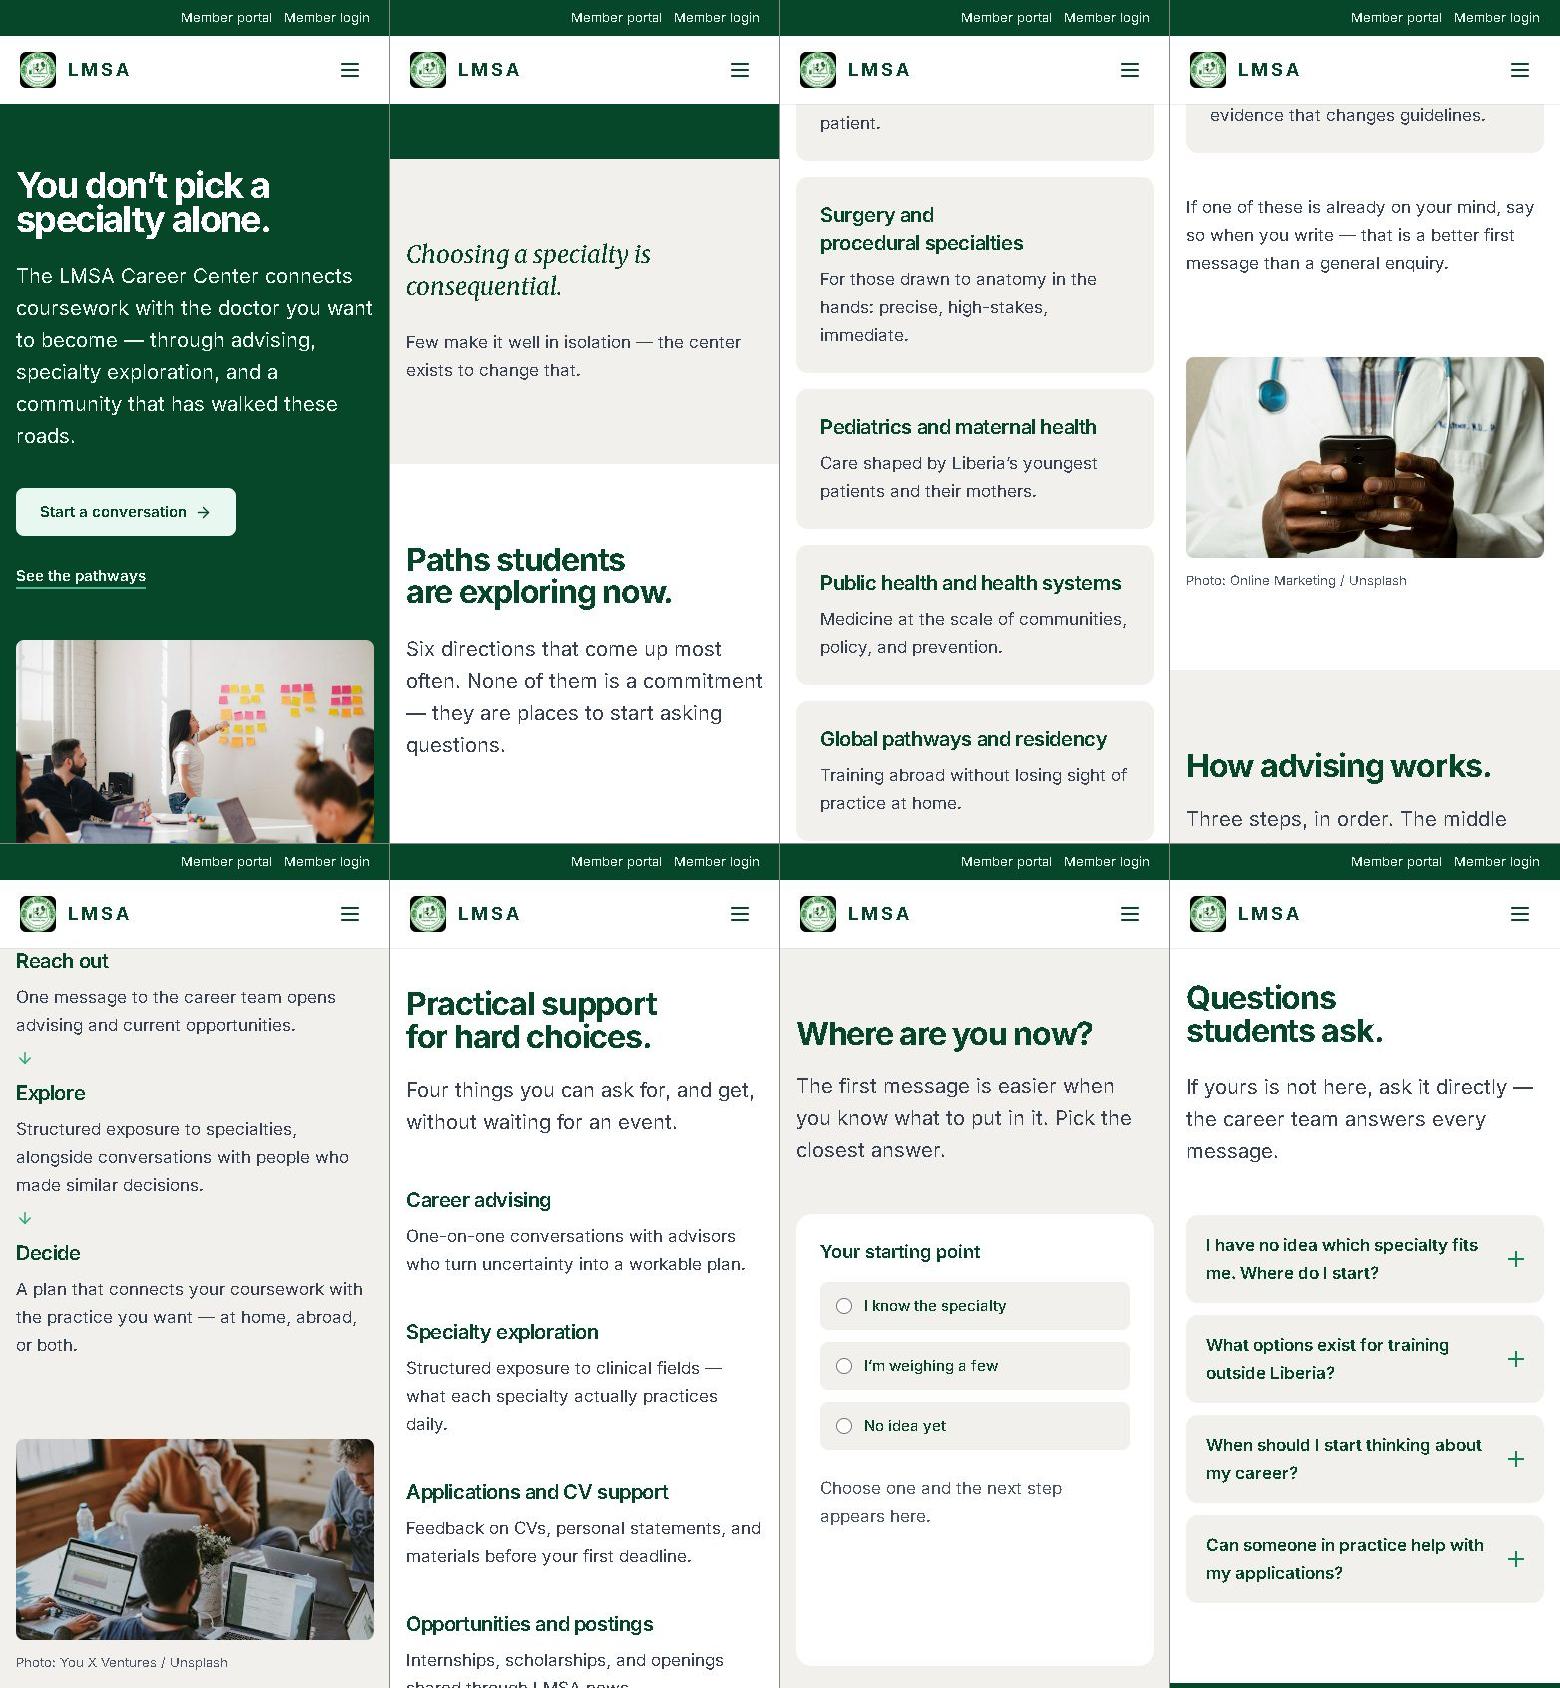 Member portal Member login
LMSA
You don’t pick a
specialty alone.
The LMSA Career Center connects
coursework with the doctor you want
to become — through advising,
specialty exploration, and a
community that has walked these
roads.
Start a conversation
See the pathways
Member portal Member login
LMSA
Choosing a specialty is
consequential.
Few make it well in isolation — the center
exists to change that.
Paths students
are exploring now.
Six directions that come up most
often. None of them is a commitment
— they are places to start asking
questions.
Member portal Member login
LMSA
patient.
Surgery and
procedural specialties
For those drawn to anatomy in the
hands: precise, high-stakes,
immediate.
Pediatrics and maternal health
Care shaped by Liberia’s youngest
patients and their mothers.
Public health and health systems
Medicine at the scale of communities,
policy, and prevention.
Global pathways and residency
Training abroad without losing sight of
practice at home.
Member portal Member login
LMSA
evidence that changes guidelines.
If one of these is already on your mind, say
so when you write — that is a better first
message than a general enquiry.
Photo: Online Marketing / Unsplash
How advising works.
Three steps, in order. The middle
Member portal Member login
LMSA
Reach out
One message to the career team opens
advising and current opportunities.
Explore
Structured exposure to specialties,
alongside conversations with people who
made similar decisions.
Decide
A plan that connects your coursework with
the practice you want — at home, abroad,
or both.
Photo: You X Ventures / Unsplash
Member portal Member login
LMSA
Practical support
for hard choices.
Four things you can ask for, and get,
without waiting for an event.
Career advising
One-on-one conversations with advisors
who turn uncertainty into a workable plan.
Specialty exploration
Structured exposure to clinical fields —
what each specialty actually practices
daily.
Applications and CV support
Feedback on CVs, personal statements, and
materials before your first deadline.
Opportunities and postings
Internships, scholarships, and openings
shared through LMSA news.
Member portal Member login
LMSA
Where are you now?
The first message is easier when
you know what to put in it. Pick the
closest answer.
Your starting point
I know the specialty
I’m weighing a few
No idea yet
Choose one and the next step
appears here.
Member portal Member login
LMSA
Questions
students ask.
If yours is not here, ask it directly —
the career team answers every
message.
I have no idea which specialty fits
me. Where do I start?
What options exist for training
outside Liberia?
When should I start thinking about
my career?
Can someone in practice help with
my applications?